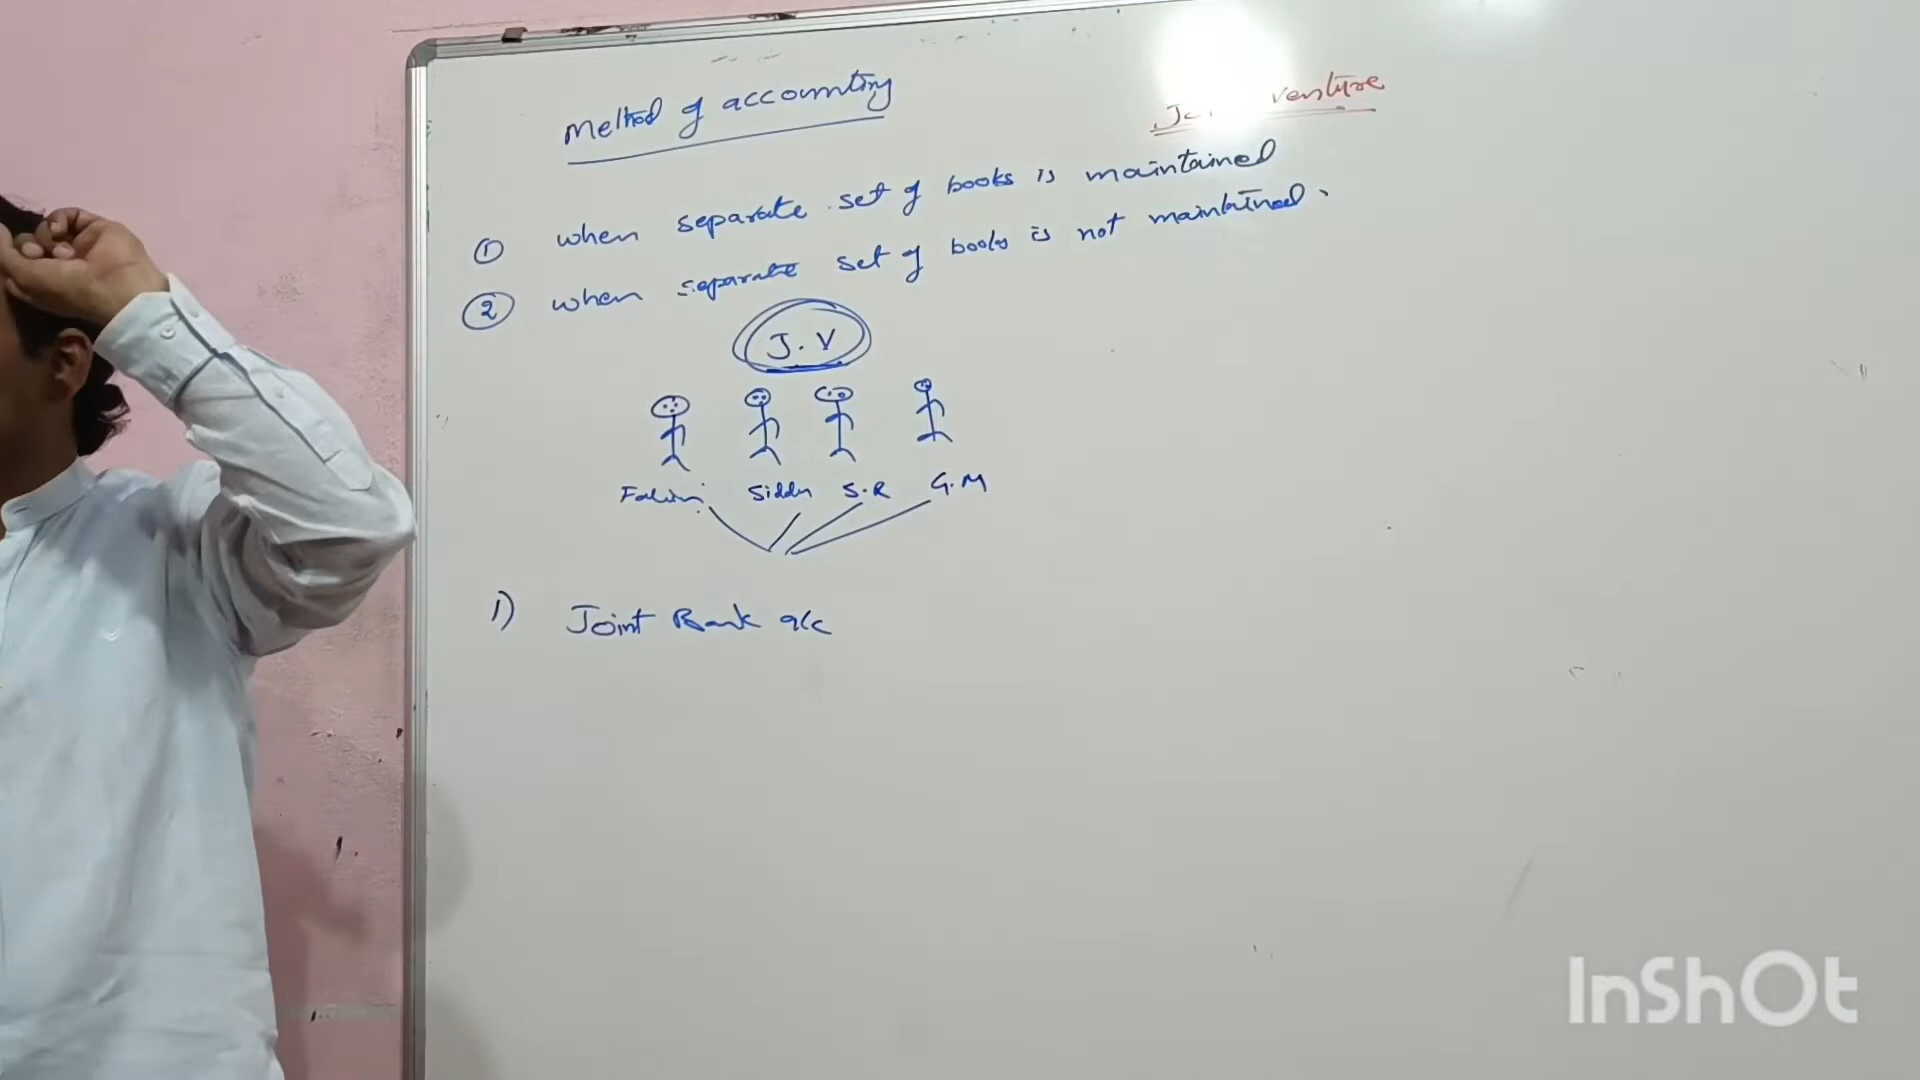 Method of accounting
venture
① when separate set of books is maintained
② when separate set of books is not maintained.
J.V
Siddu S.R G.M
1) Joint Bank a/c
InShOt